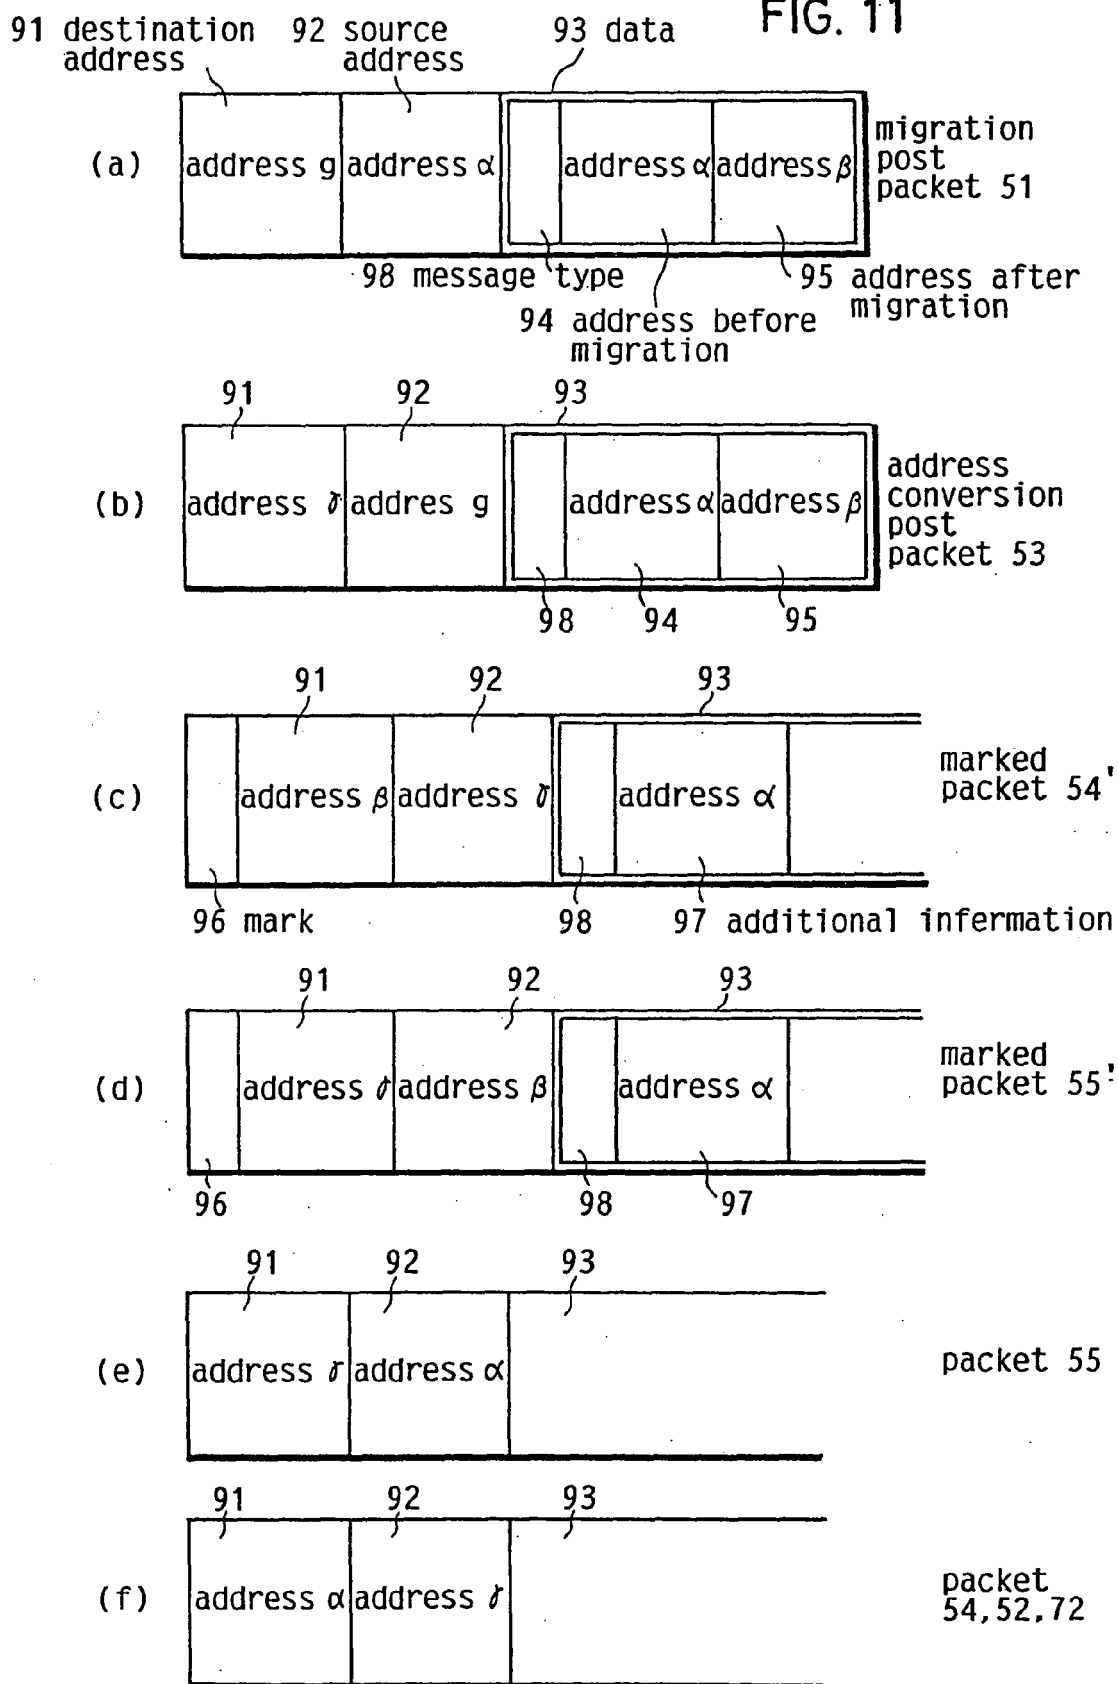 FIG. 11
91 destination address 92 source address 93 data
(a) address g address α address α address β migration post packet 51
98 message type 95 address after migration
94 address before migration
91 92 93
(b) address γ addres g address α address β address conversion post packet 53
98 94 95
91 92 93
(c) address β address γ address α marked packet 54'
96 mark 98 97 additional infermation
91 92 93
(d) address γ address β address α marked packet 55'
96 98 97
91 92 93
(e) address γ address α packet 55
91 92 93
(f) address α address γ packet 54,52,72